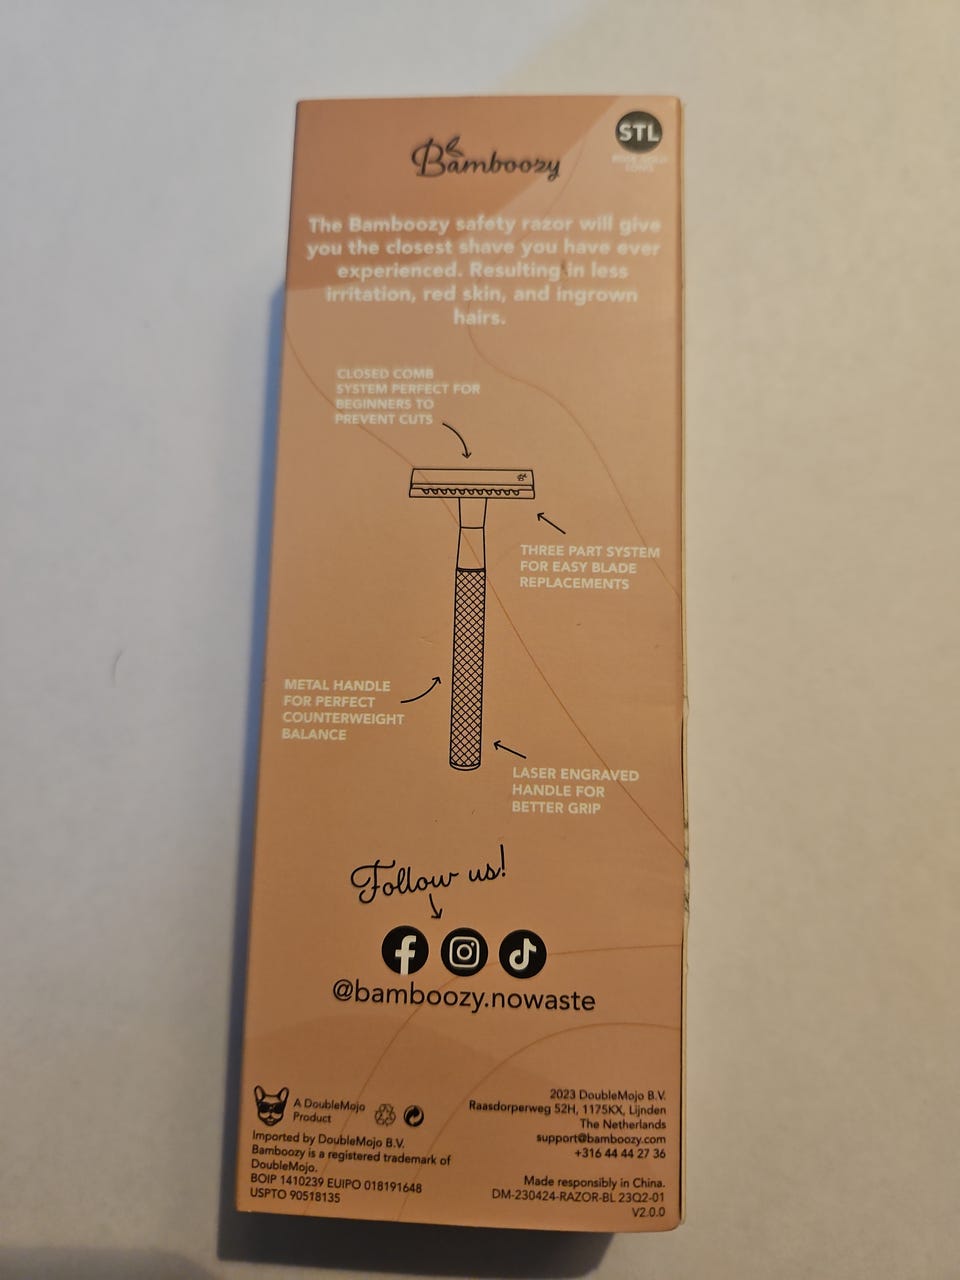 Bamboozy
STL
ROSE GOLD
LONG
The Bamboozy safety razor will give
you the closest shave you have ever
experienced. Resulting in less
irritation, red skin, and ingrown
hairs.
CLOSED COMB
SYSTEM PERFECT FOR
BEGINNERS TO
PREVENT CUTS
THREE PART SYSTEM
FOR EASY BLADE
REPLACEMENTS
METAL HANDLE
FOR PERFECT
COUNTERWEIGHT
BALANCE
LASER ENGRAVED
HANDLE FOR
BETTER GRIP
Follow us!
@bamboozy.nowaste
A DoubleMojo
Product
Imported by DoubleMojo B.V.
Bamboozy is a registered trademark of
DoubleMojo.
BOIP 1410239 EUIPO 018191648
USPTO 90518135
2023 DoubleMojo B.V.
Raasdorperweg 52H, 1175KX, Lijnden
The Netherlands
support@bamboozy.com
+316 44 44 27 36
Made responsibly in China.
DM-230424-RAZOR-BL 23Q2-01
V2.0.0